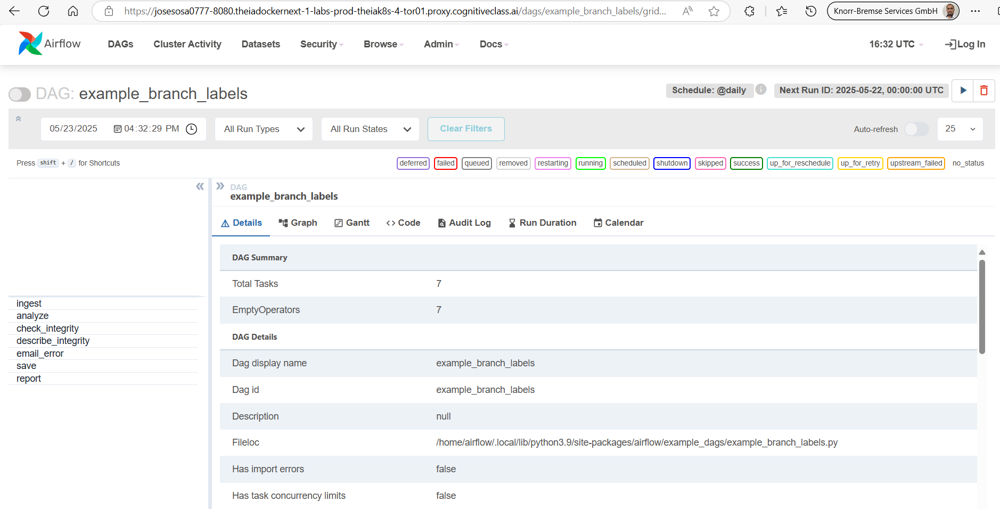 https://josesosa0777-8080.theiadockernext-1-labs-prod-theiak8s-4-tor01.proxy.cognitiveclass.ai/dags/example_branch_labels/grid...
Knorr-Bremse Services GmbH
Airflow
DAGs
Cluster Activity
Datasets
Security
Browse
Admin
Docs
16:32 UTC
Log In
DAG: example_branch_labels
Schedule: @daily
Next Run ID: 2025-05-22, 00:00:00 UTC
05/23/2025 04:32:29 PM
All Run Types
All Run States
Clear Filters
Auto-refresh
25
Press shift + / for Shortcuts
deferred
failed
queued
removed
restarting
running
scheduled
shutdown
skipped
success
up_for_reschedule
up_for_retry
upstream_failed
no_status
ingest
analyze
check_integrity
describe_integrity
email_error
save
report
DAG
example_branch_labels
Details
Graph
Gantt
Code
Audit Log
Run Duration
Calendar
DAG Summary
Total Tasks 7
EmptyOperators 7
DAG Details
Dag display name example_branch_labels
Dag id example_branch_labels
Description null
Fileloc /home/airflow/.local/lib/python3.9/site-packages/airflow/example_dags/example_branch_labels.py
Has import errors false
Has task concurrency limits false